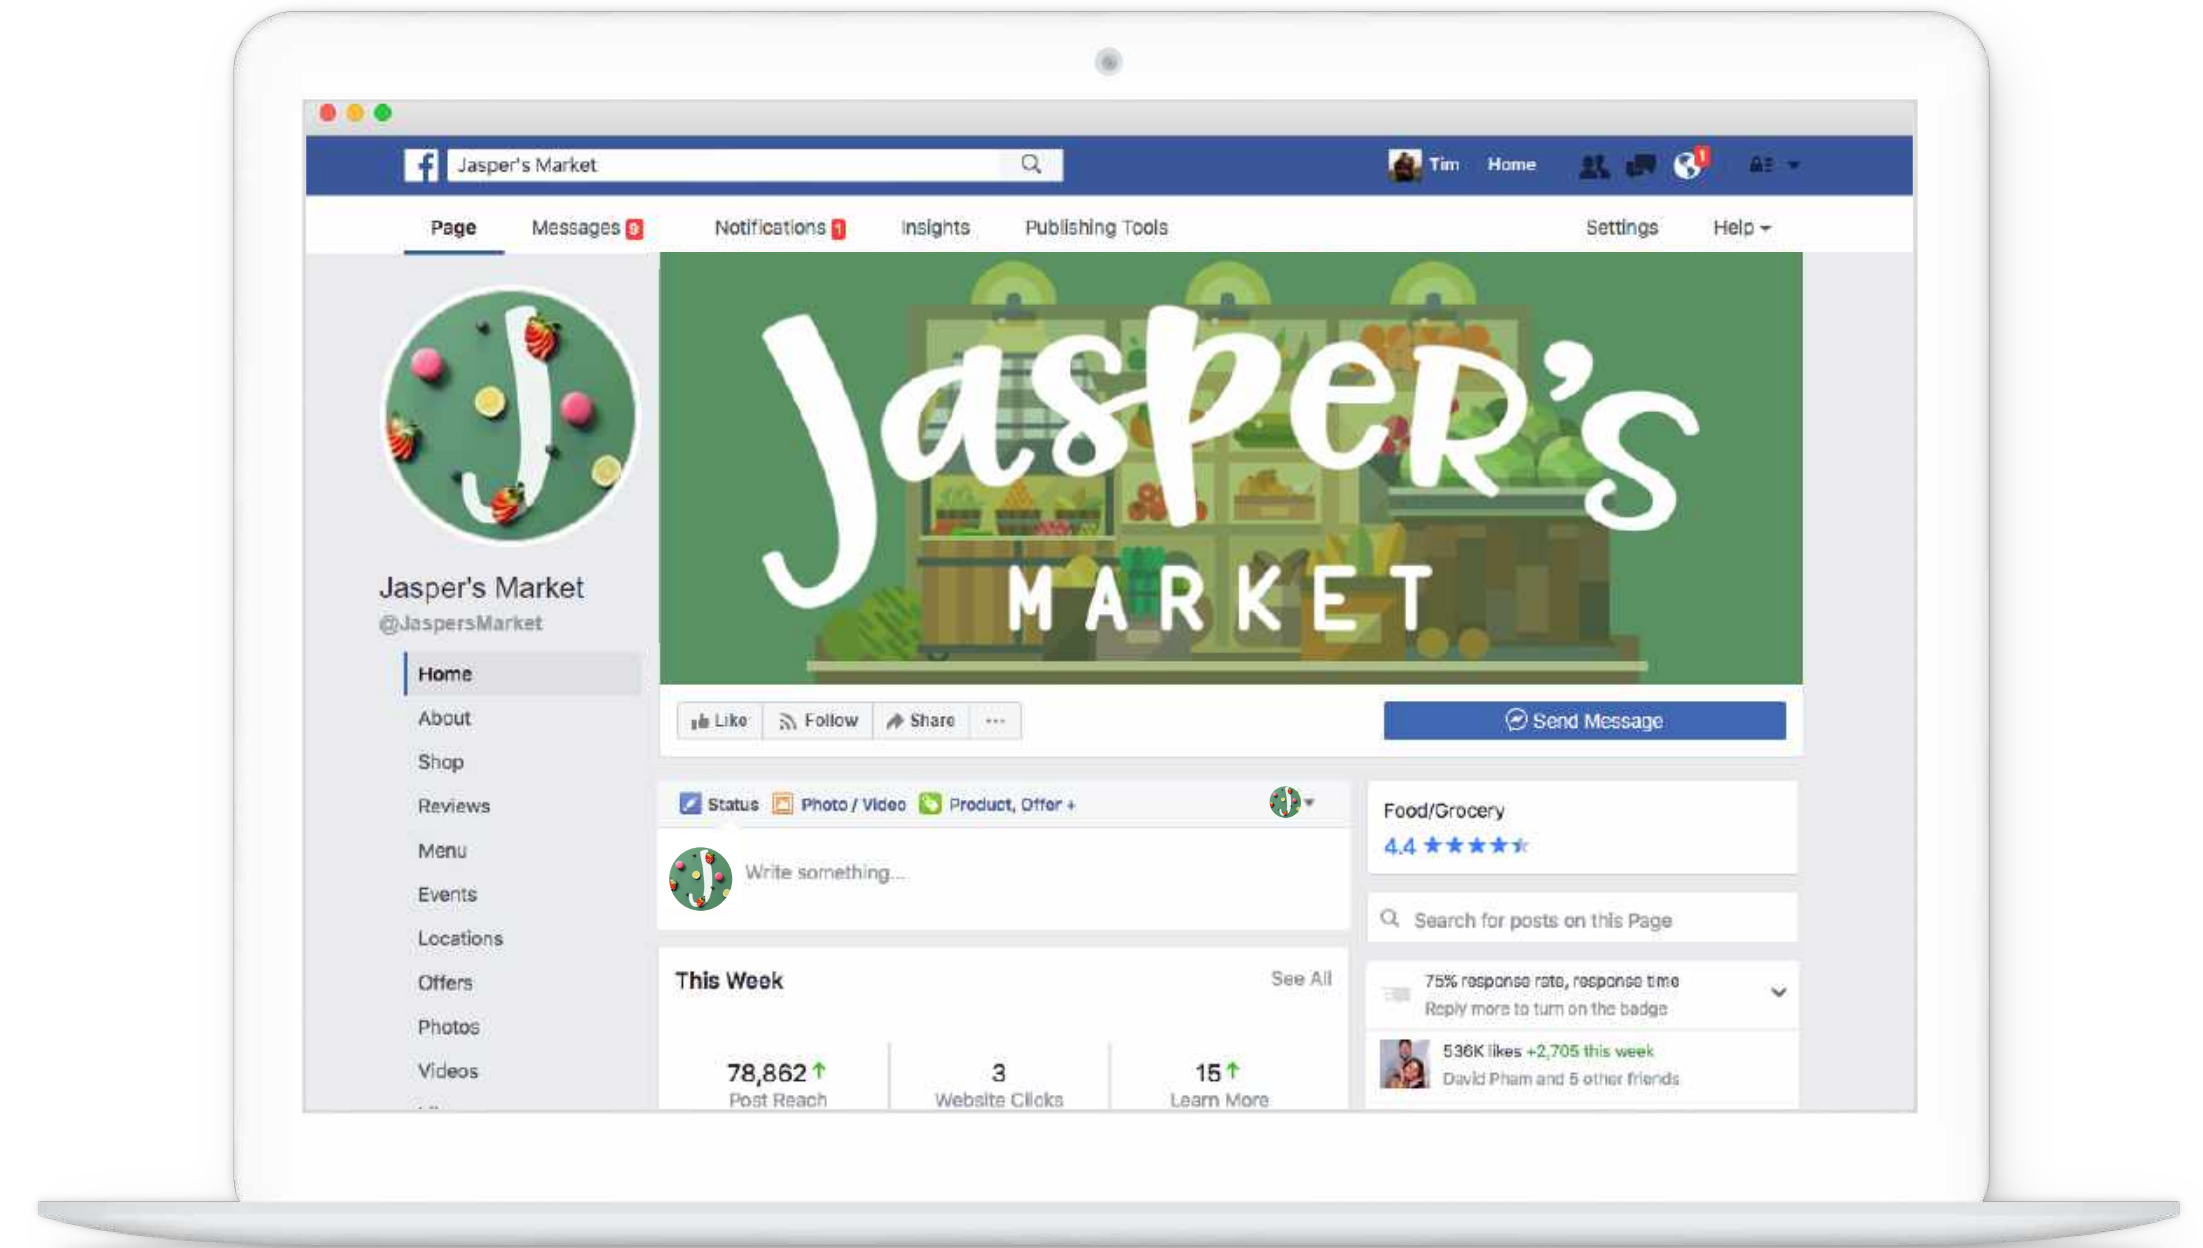 Jasper's Market
Tim Home 1
Page Messages 9 Notifications 1 Insights Publishing Tools Settings Help
J
Jasper's
MARKET
Jasper's Market
@JaspersMarket
Home
About
Shop
Reviews
Menu
Events
Locations
Offers
Photos
Videos
Like Follow Share ... Send Message
Status Photo / Video Product, Offer +
Write something...
This Week See All
78,862 3 15
Post Reach Website Clicks Learn More
Food/Grocery
4.4
Search for posts on this Page
75% response rate, response time
Reply more to turn on the badge
536K likes +2,705 this week
David Pham and 5 other friends